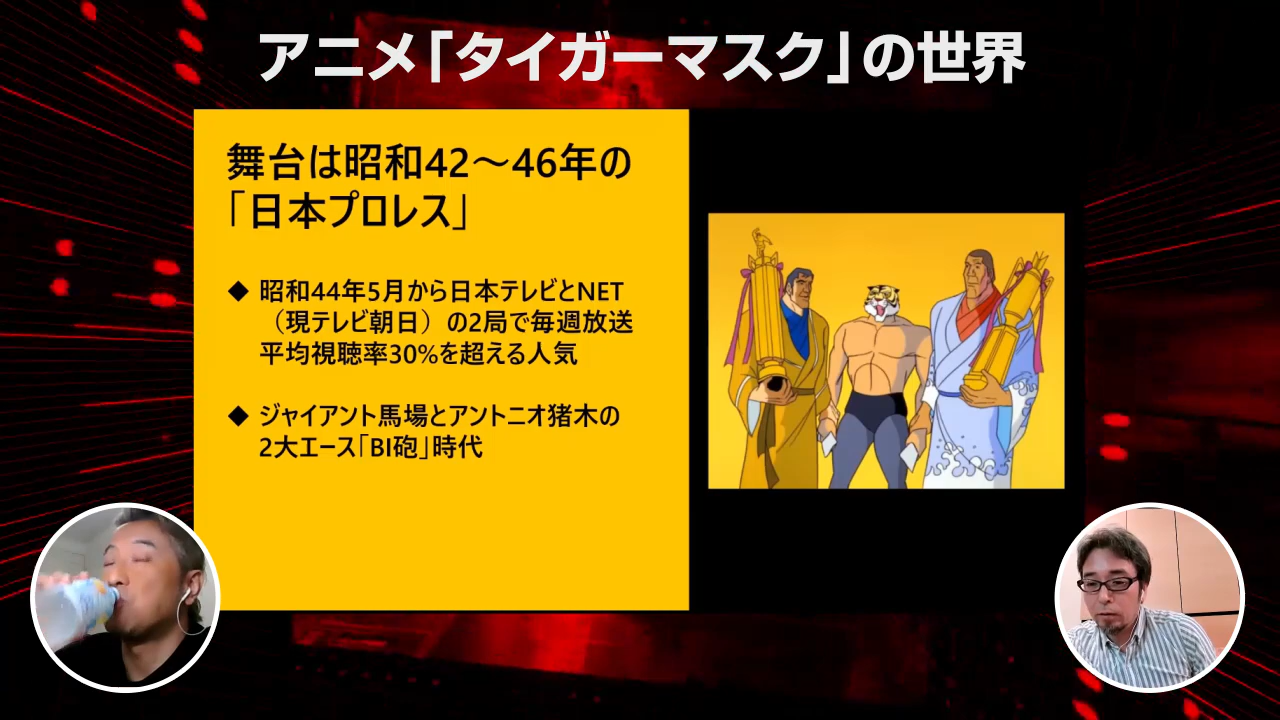 アニメ「タイガーマスク」の世界
舞台は昭和42～46年の
「日本プロレス」
◆ 昭和44年5月から日本テレビとNET
（現テレビ朝日）の2局で毎週放送
平均視聴率30%を超える人気
◆ ジャイアント馬場とアントニオ猪木の
2大エース「BI砲」時代